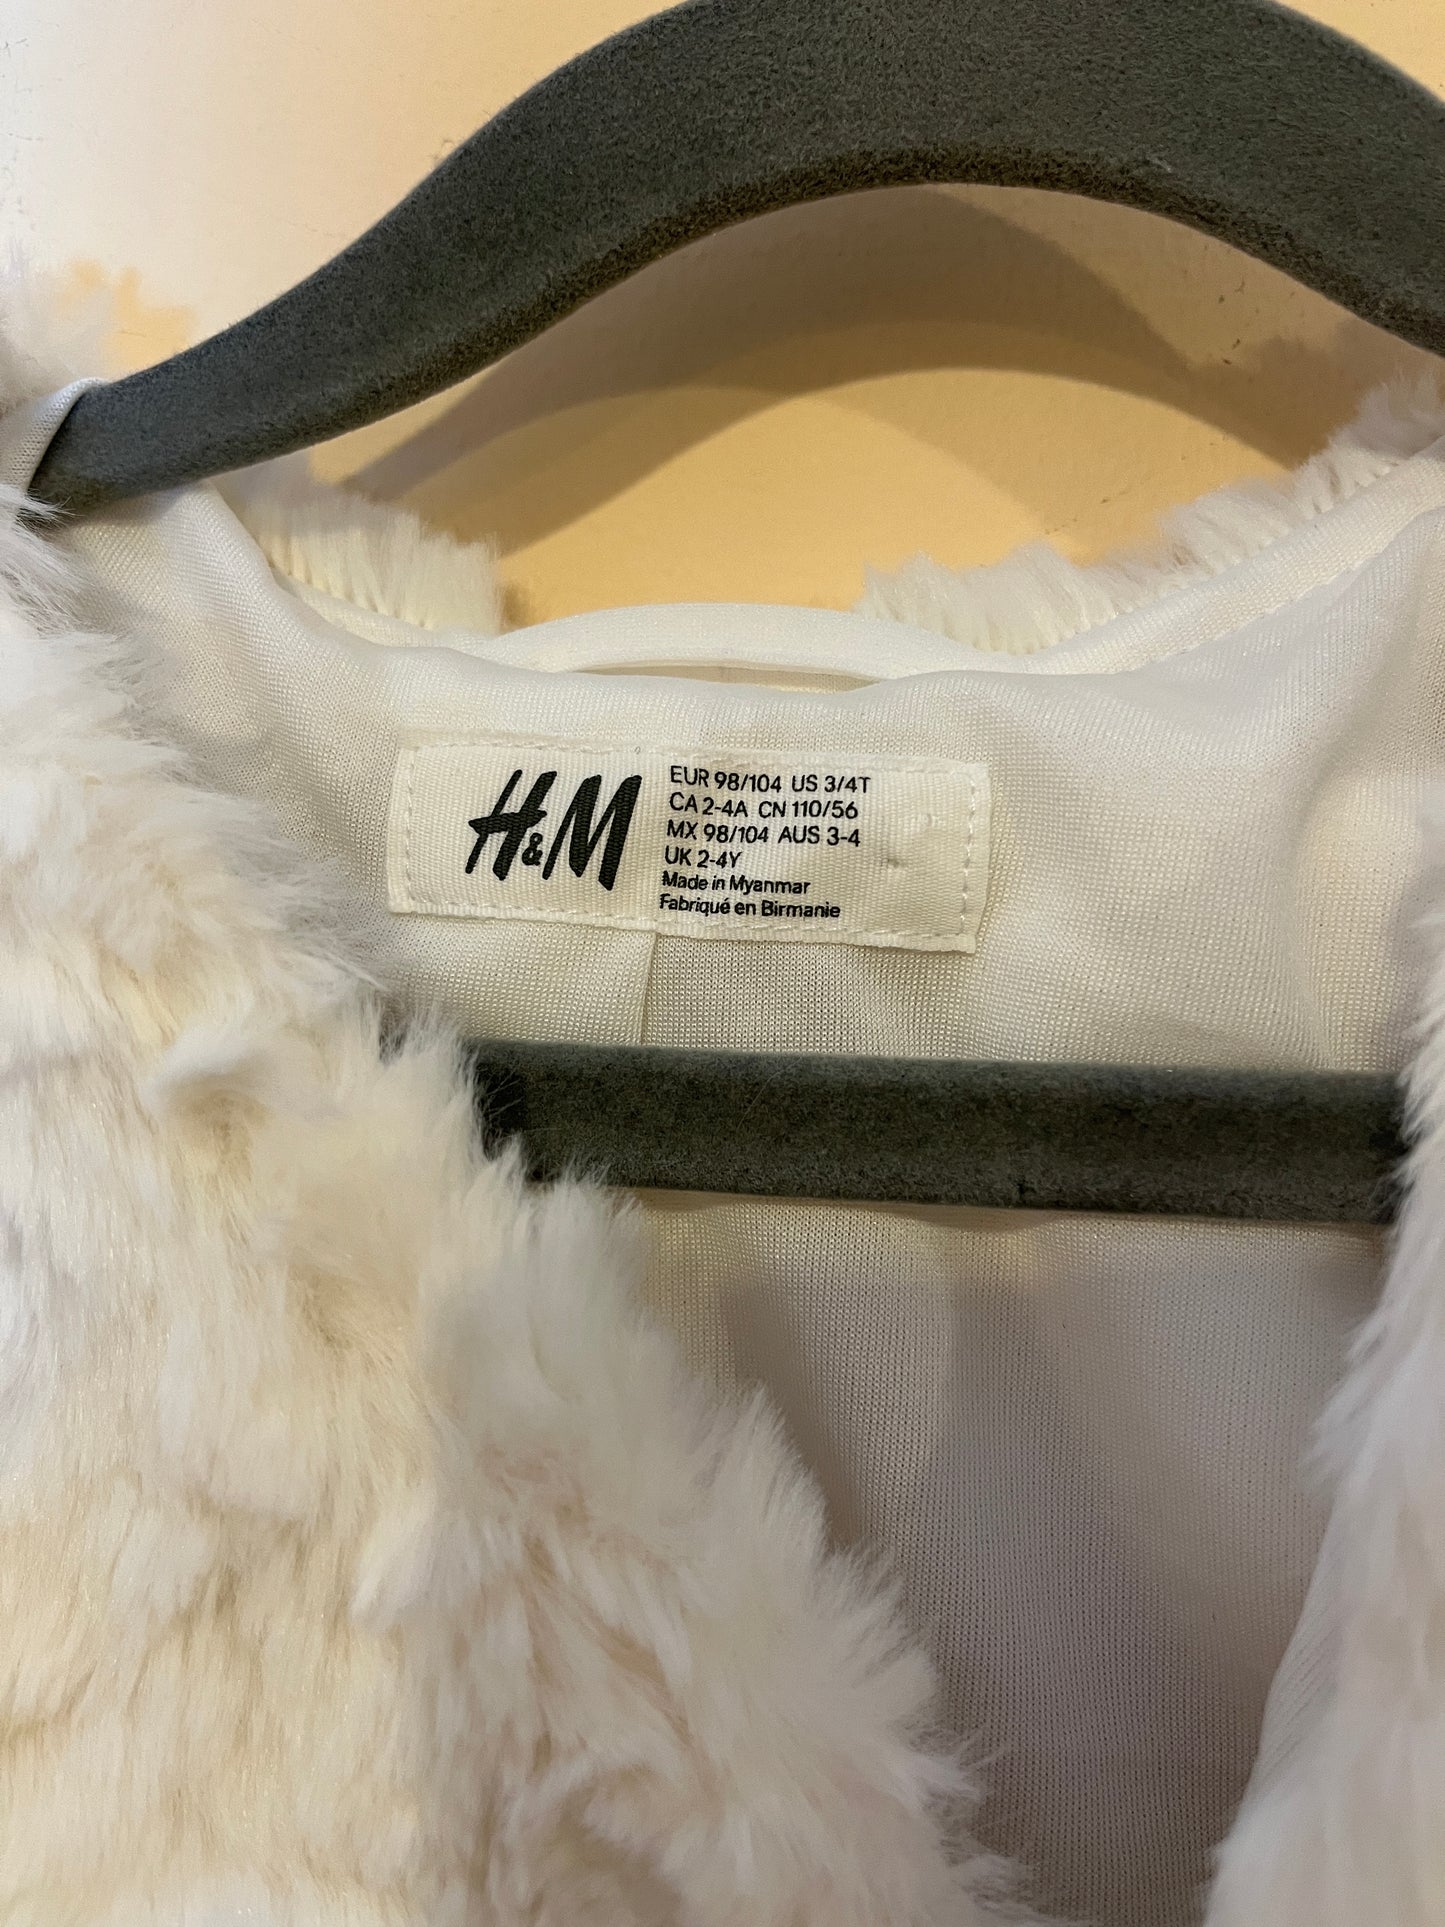 H&M
EUR 98/104 US 3/4T
CA 2-4A CN 110/56
MX 98/104 AUS 3-4
UK 2-4Y
Made in Myanmar
Fabriqué en Birmanie